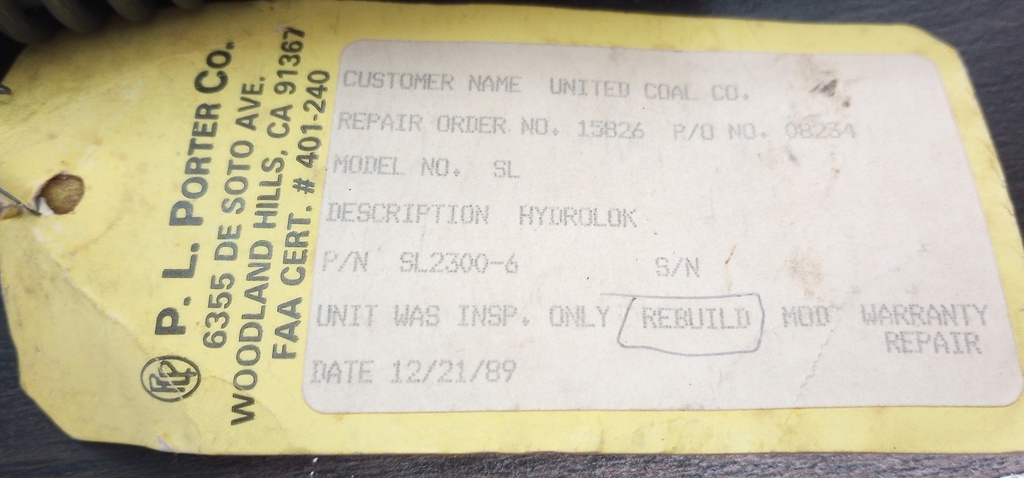 PLP P. L. PORTER CO.
6355 DE SOTO AVE.
WOODLAND HILLS, CA 91367
FAA CERT. # 401-240
CUSTOMER NAME UNITED COAL CO.
REPAIR ORDER NO. 15826 P/O NO. 08234
MODEL NO. SL
DESCRIPTION HYDROLOK
P/N SL2300-6 S/N
UNIT WAS INSP. ONLY REBUILD MOD WARRANTY
REPAIR
DATE 12/21/89